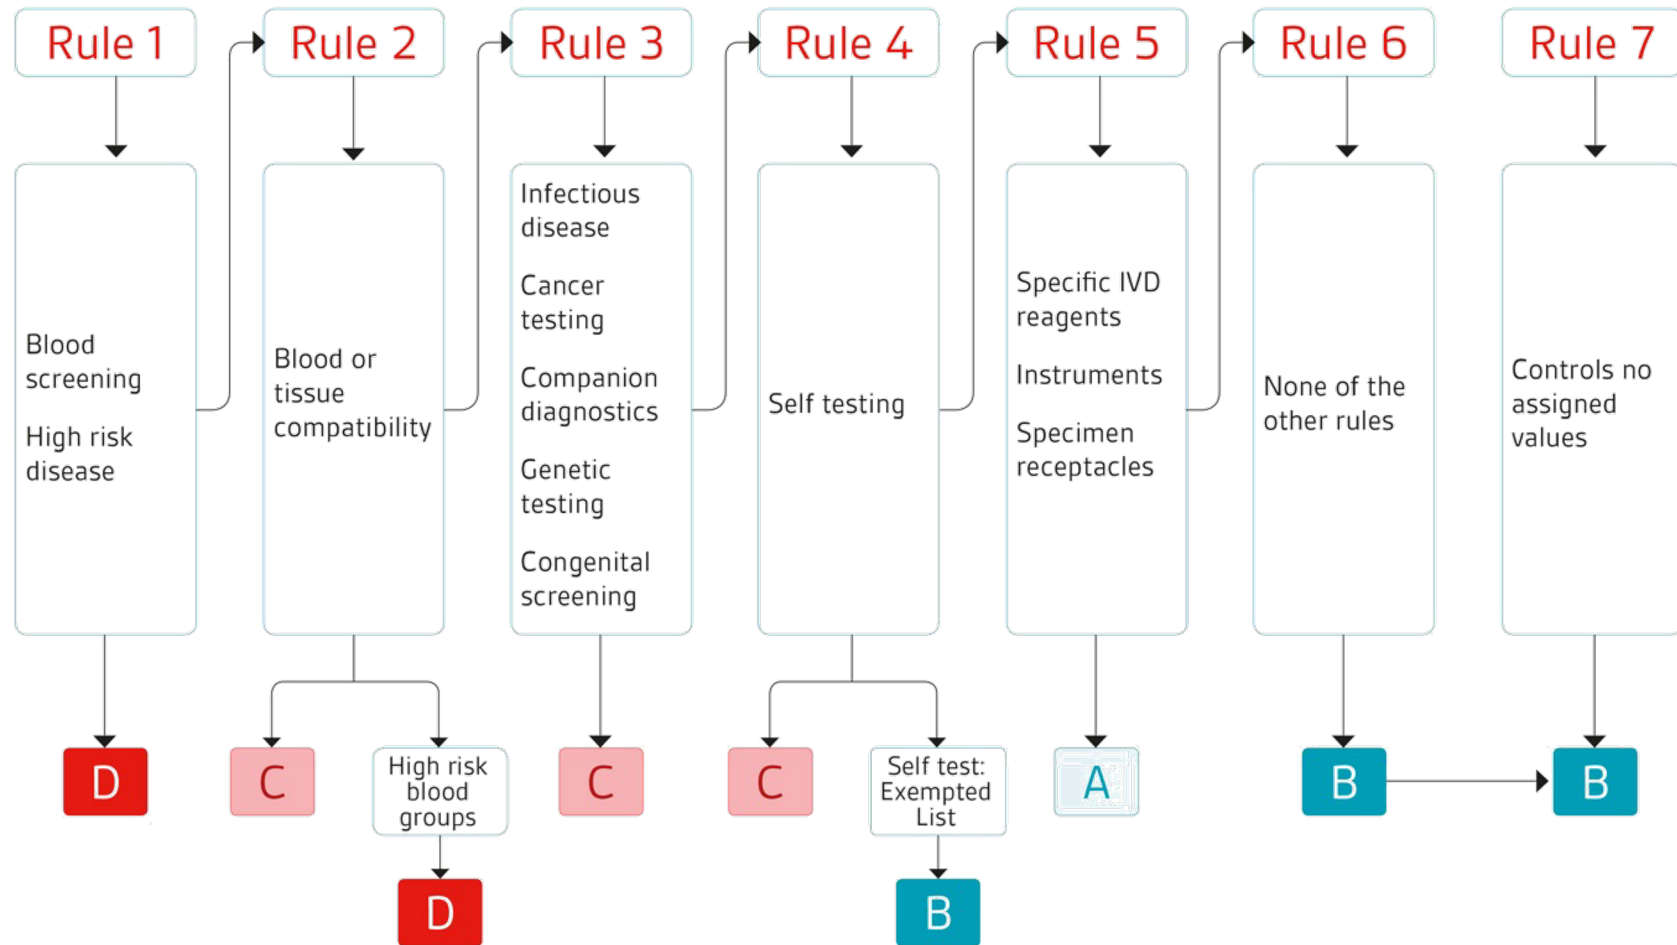 Rule 1
Rule 2
Rule 3
Rule 4
Rule 5
Rule 6
Rule 7
Blood
screening
High risk
disease
Blood or
tissue
compatibility
Infectious
disease
Cancer
testing
Companion
diagnostics
Genetic
testing
Congenital
screening
Self testing
Specific IVD
reagents
Instruments
Specimen
receptacles
None of the
other rules
Controls no
assigned
values
D
C
High risk
blood
groups
D
C
C
Self test:
Exempted
List
B
A
B
B